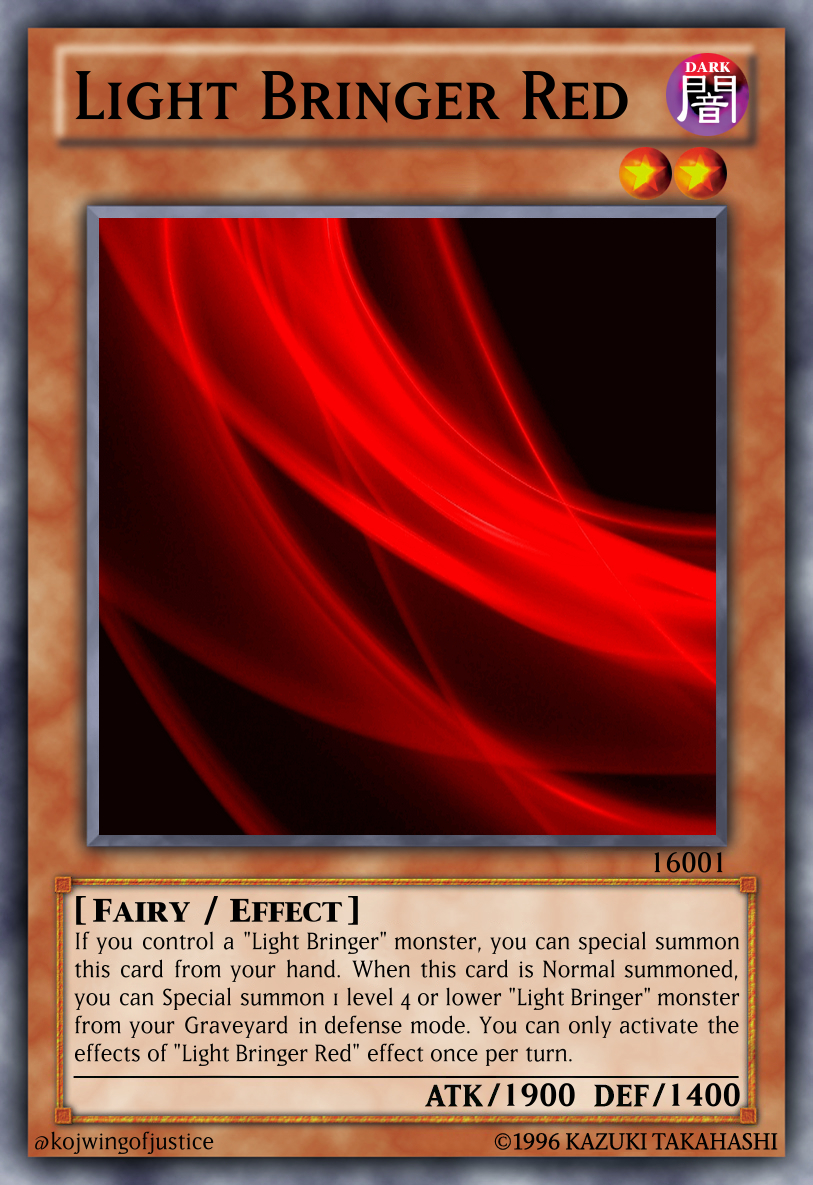 Light Bringer Red
DARK
闇
16001
[ Fairy / Effect ]
If you control a "Light Bringer" monster, you can special summon
this card from your hand. When this card is Normal summoned,
you can Special summon 1 level 4 or lower "Light Bringer" monster
from your Graveyard in defense mode. You can only activate the
effects of "Light Bringer Red" effect once per turn.
ATK/1900 DEF/1400
@kojwingofjustice
©1996 KAZUKI TAKAHASHI